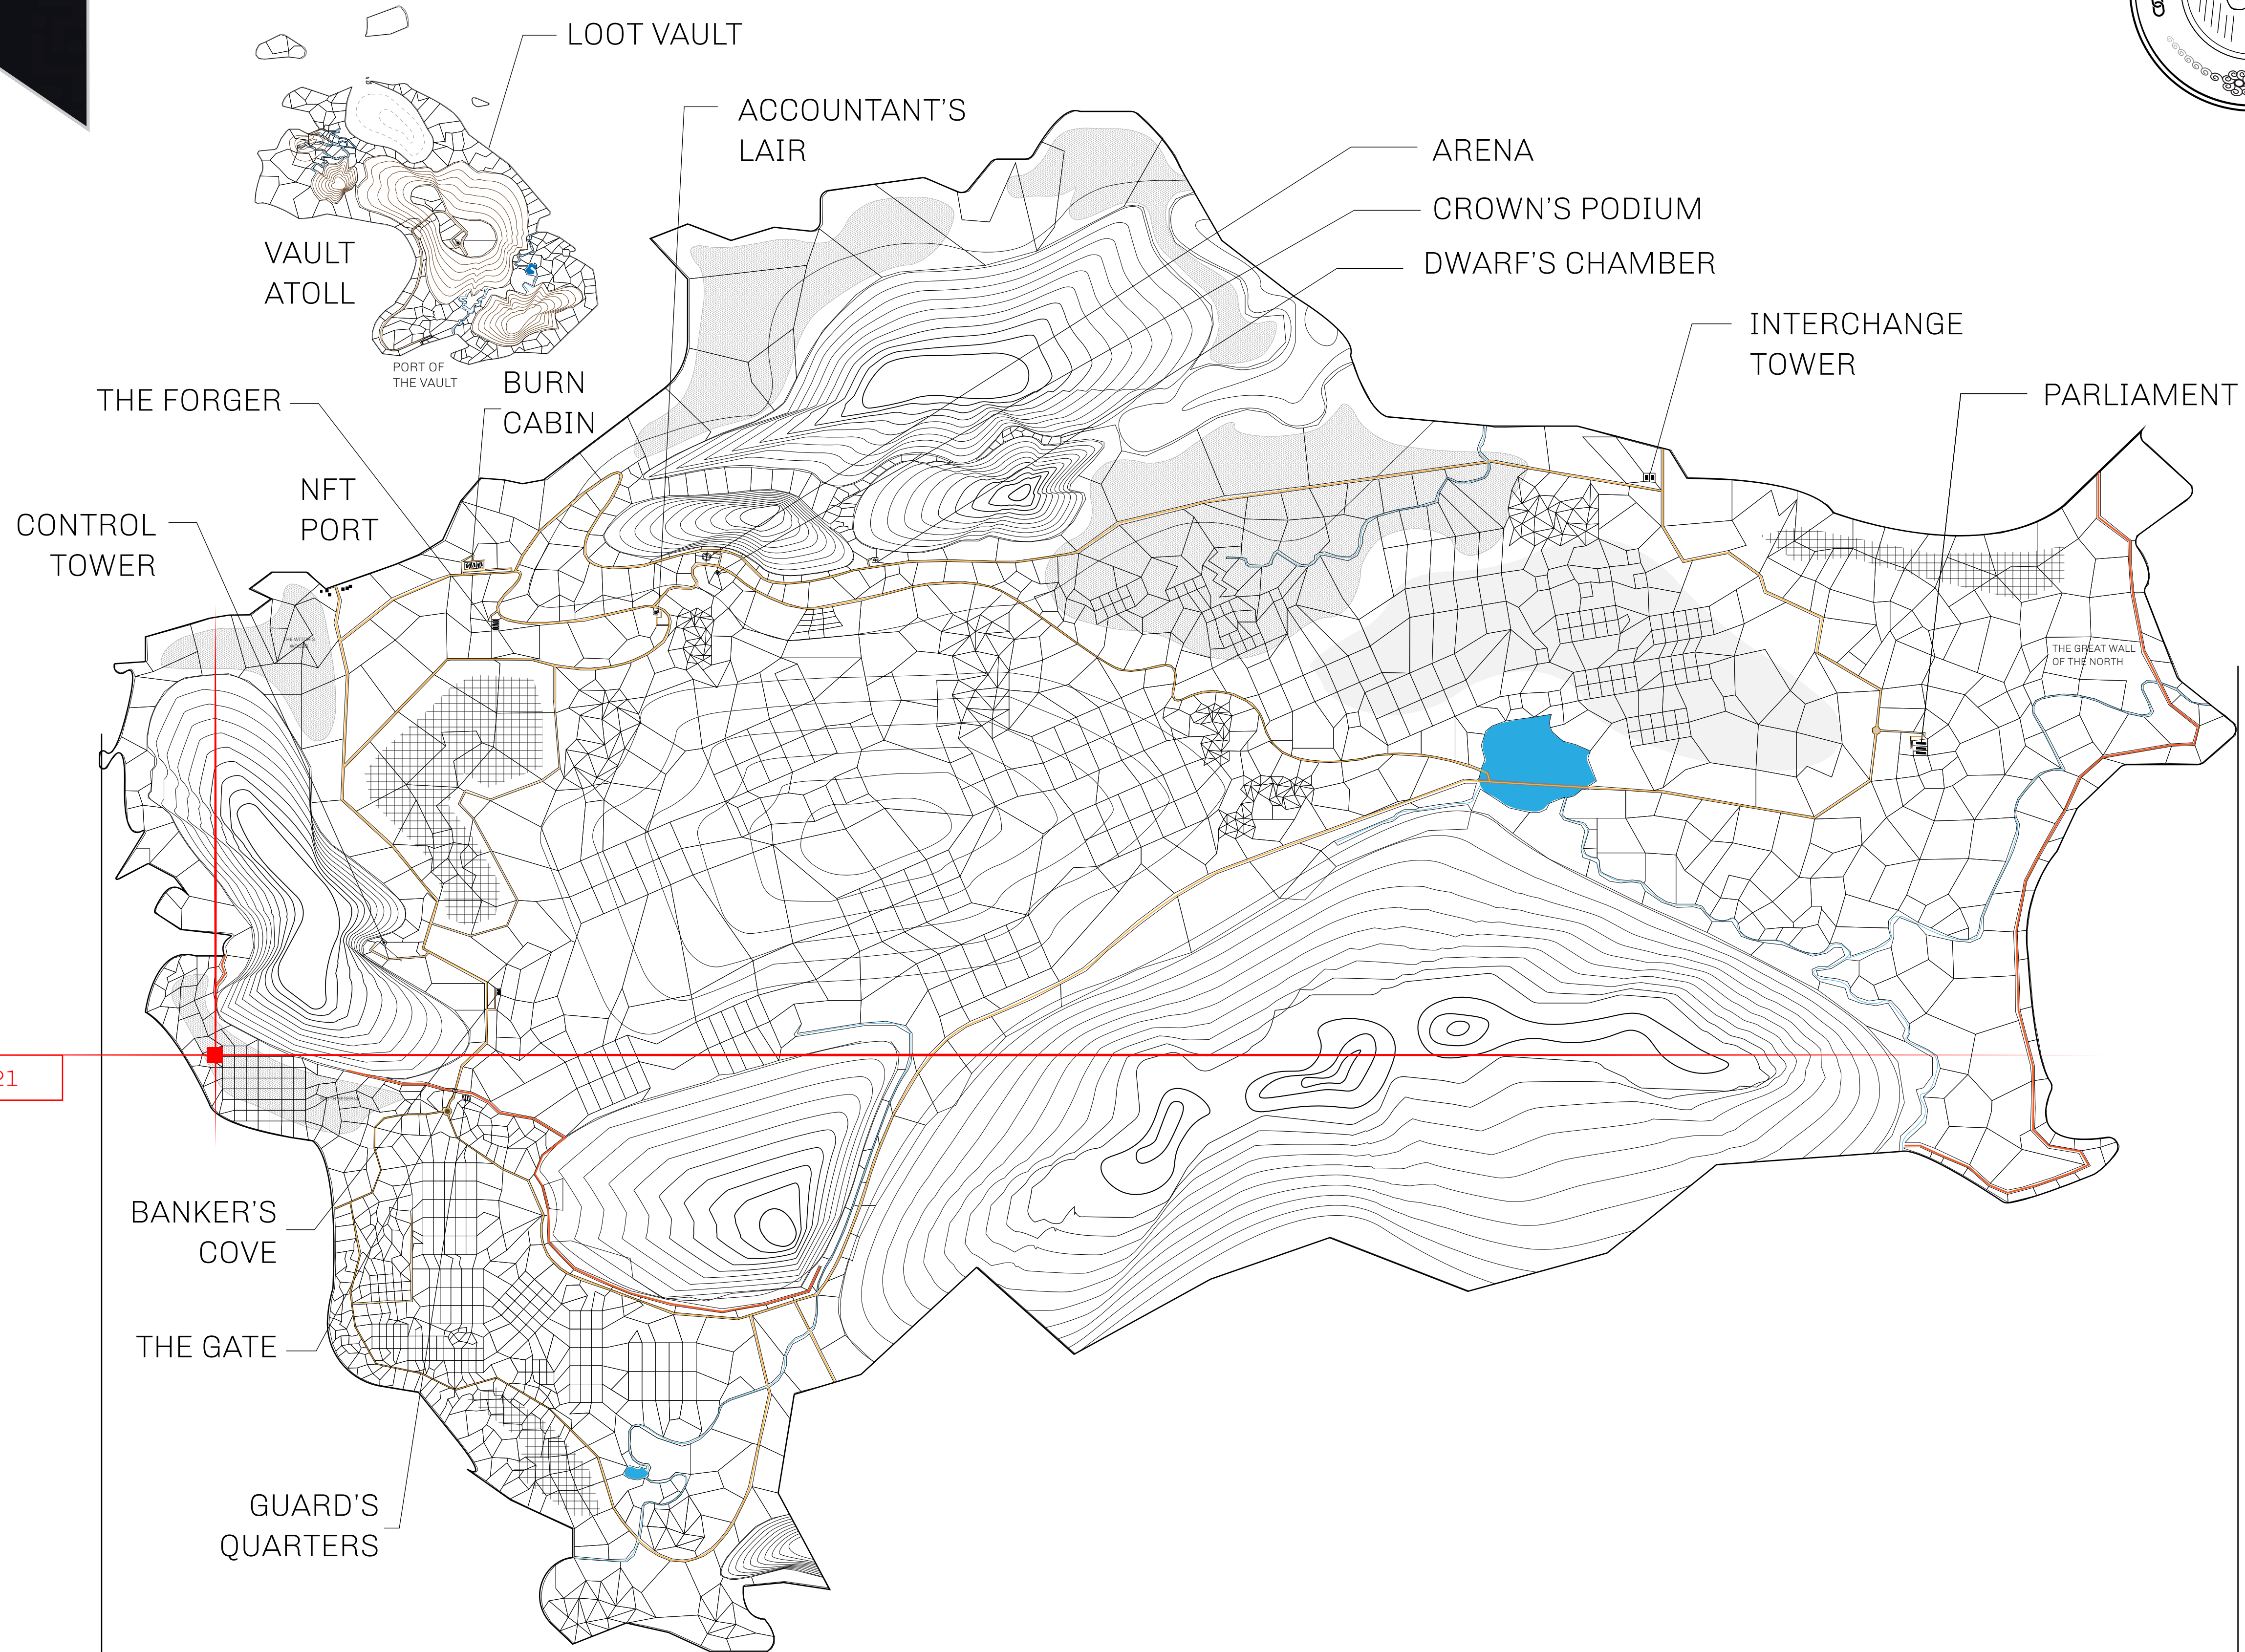 LOOT VAULT
ACCOUNTANT'S
LAIR
ARENA
CROWN'S PODIUM
DWARF'S CHAMBER
VAULT
ATOLL
INTERCHANGE
TOWER
PORT OF
THE VAULT
BURN
CABIN
THE FORGER
PARLIAMENT
NFT
PORT
CONTROL
TOWER
THE GREAT WALL
OF THE NORTH
21
BANKER'S
COVE
THE GATE
GUARD'S
QUARTERS